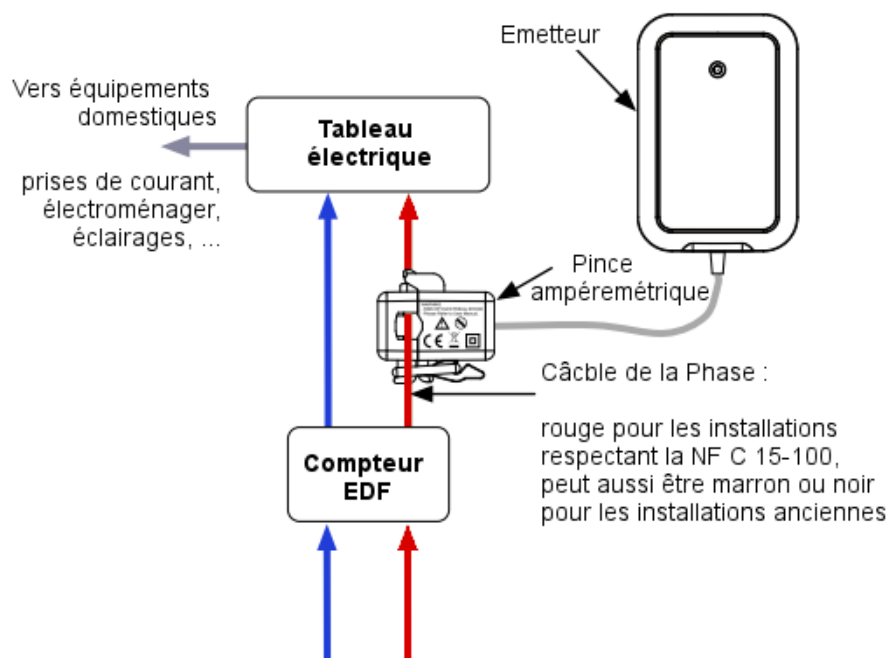 Emetteur
Vers équipements
domestiques
Tableau
électrique
prises de courant,
électroménager,
éclairages, ...
Pince
ampéremétrique
CE
Câcble de la Phase :
rouge pour les installations
respectant la NF C 15-100,
peut aussi être marron ou noir
pour les installations anciennes
Compteur
EDF